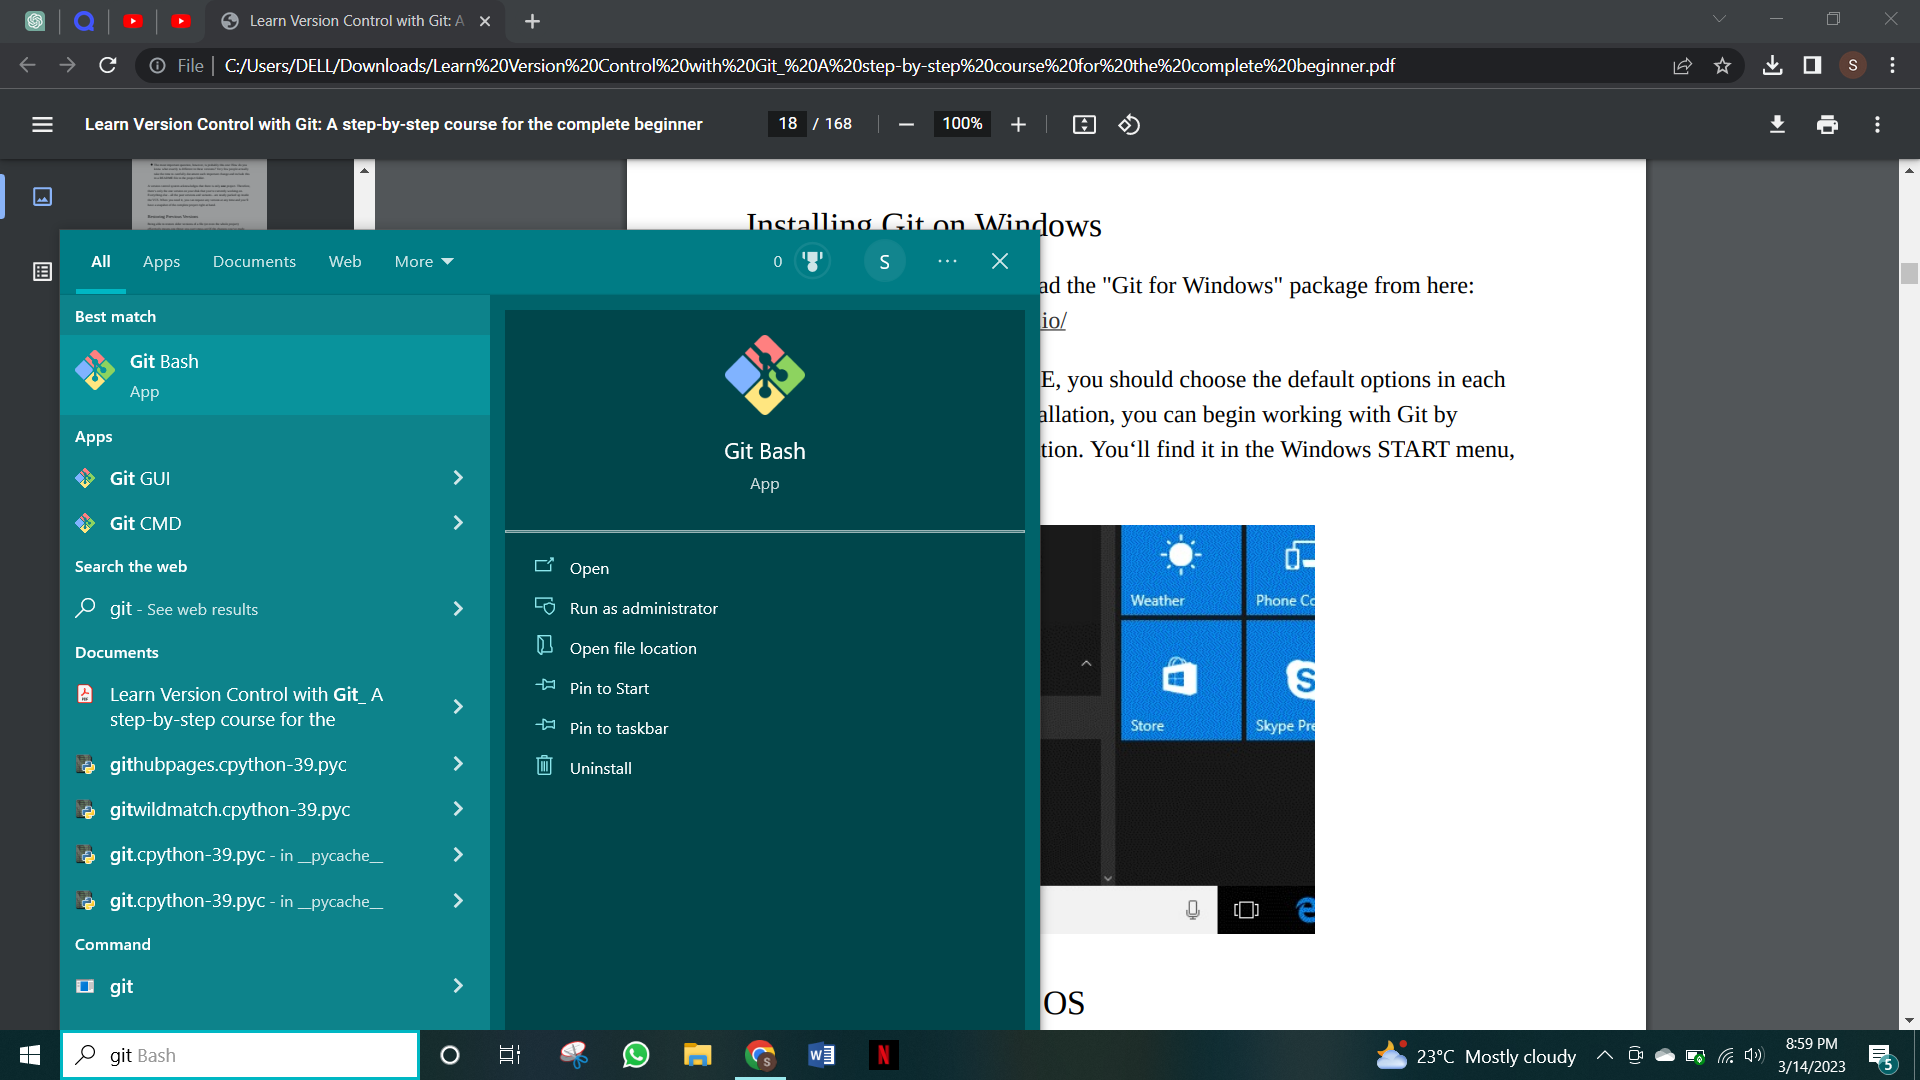 Learn Version Control with Git: A
File
C:/Users/DELL/Downloads/Learn%20Version%20Control%20with%20Git_%20A%20step-by-step%20course%20for%20the%20complete%20beginner.pdf
S
Learn Version Control with Git: A step-by-step course for the complete beginner
18 / 168
100%
Installing Git on Windows
ad the "Git for Windows" package from here:
io/
E, you should choose the default options in each
allation, you can begin working with Git by
tion. You‘ll find it in the Windows START menu,
Weather
Phone Co
Store
Skype Pre
OS
All
Apps
Documents
Web
More
0
S
Best match
Git Bash
App
Apps
Git GUI
Git CMD
Search the web
git - See web results
Documents
Learn Version Control with Git_ A
step-by-step course for the
githubpages.cpython-39.pyc
gitwildmatch.cpython-39.pyc
git.cpython-39.pyc - in __pycache__
git.cpython-39.pyc - in __pycache__
Command
git
Git Bash
App
Open
Run as administrator
Open file location
Pin to Start
Pin to taskbar
Uninstall
git Bash
23°C Mostly cloudy
8:59 PM
3/14/2023
5